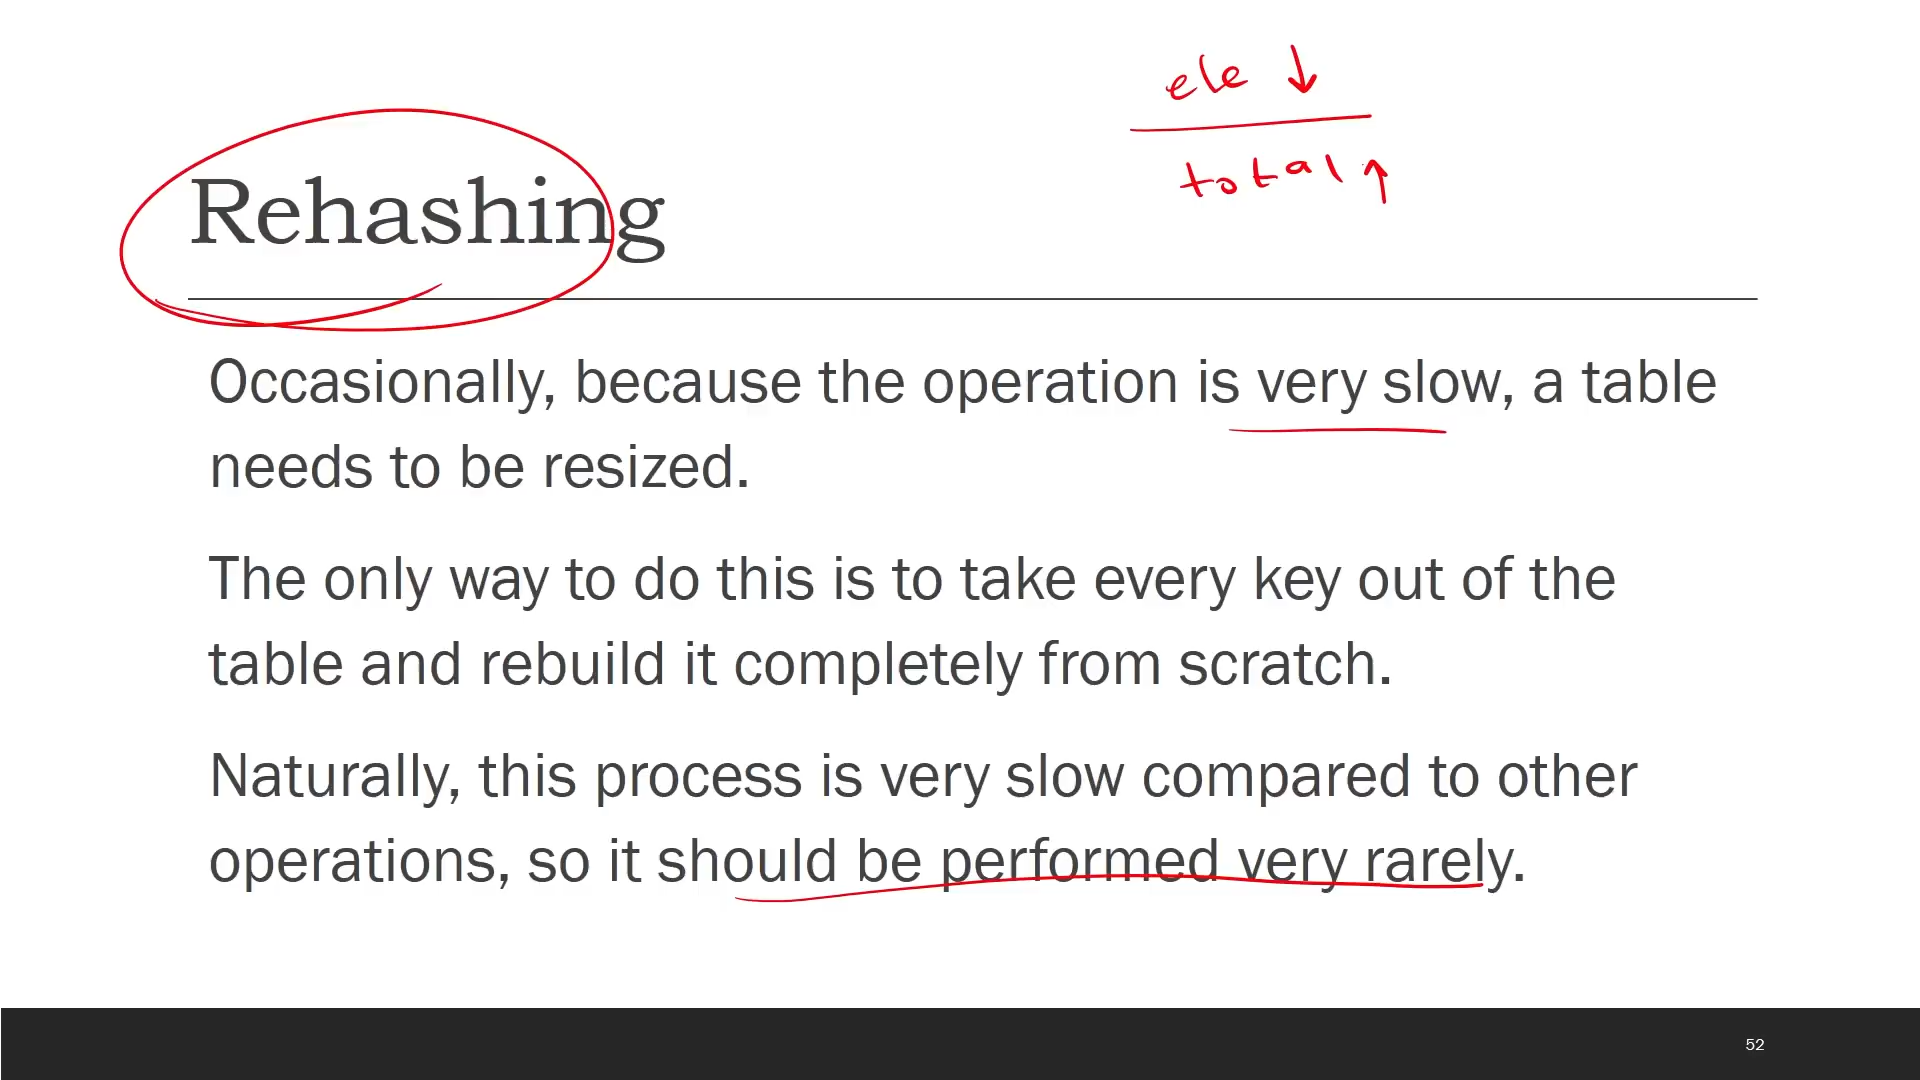 ele ↓
total ↑
Rehashing
Occasionally, because the operation is very slow, a table
needs to be resized.
The only way to do this is to take every key out of the
table and rebuild it completely from scratch.
Naturally, this process is very slow compared to other
operations, so it should be performed very rarely.
52